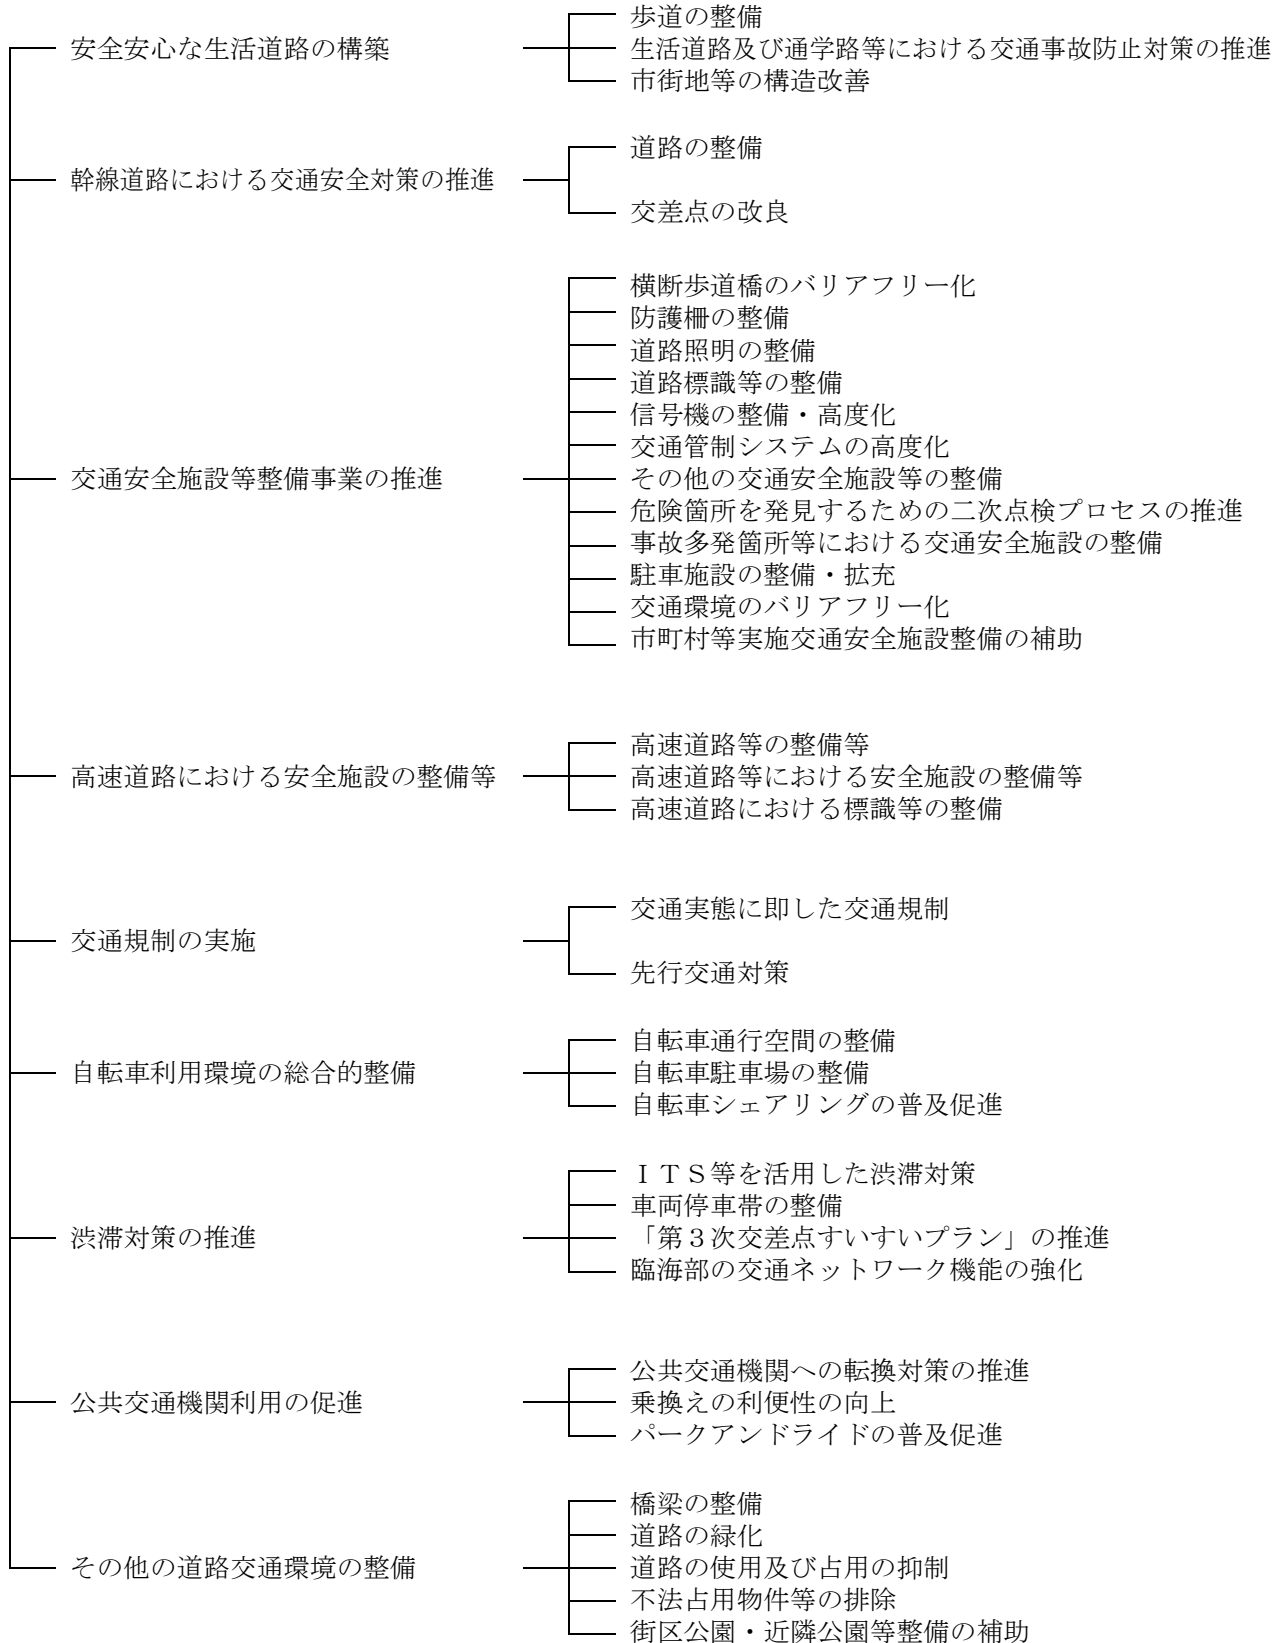 安全安心な生活道路の構築
歩道の整備
生活道路及び通学路等における交通事故防止対策の推進
市街地等の構造改善
幹線道路における交通安全対策の推進
道路の整備
交差点の改良
交通安全施設等整備事業の推進
横断歩道橋のバリアフリー化
防護柵の整備
道路照明の整備
道路標識等の整備
信号機の整備・高度化
交通管制システムの高度化
その他の交通安全施設等の整備
危険箇所を発見するための二次点検プロセスの推進
事故多発箇所等における交通安全施設の整備
駐車施設の整備・拡充
交通環境のバリアフリー化
市町村等実施交通安全施設整備の補助
高速道路における安全施設の整備等
高速道路等の整備等
高速道路等における安全施設の整備等
高速道路における標識等の整備
交通規制の実施
交通実態に即した交通規制
先行交通対策
自転車利用環境の総合的整備
自転車通行空間の整備
自転車駐車場の整備
自転車シェアリングの普及促進
渋滞対策の推進
ＩＴＳ等を活用した渋滞対策
車両停車帯の整備
「第３次交差点すいすいプラン」の推進
臨海部の交通ネットワーク機能の強化
公共交通機関利用の促進
公共交通機関への転換対策の推進
乗換えの利便性の向上
パークアンドライドの普及促進
その他の道路交通環境の整備
橋梁の整備
道路の緑化
道路の使用及び占用の抑制
不法占用物件等の排除
街区公園・近隣公園等整備の補助